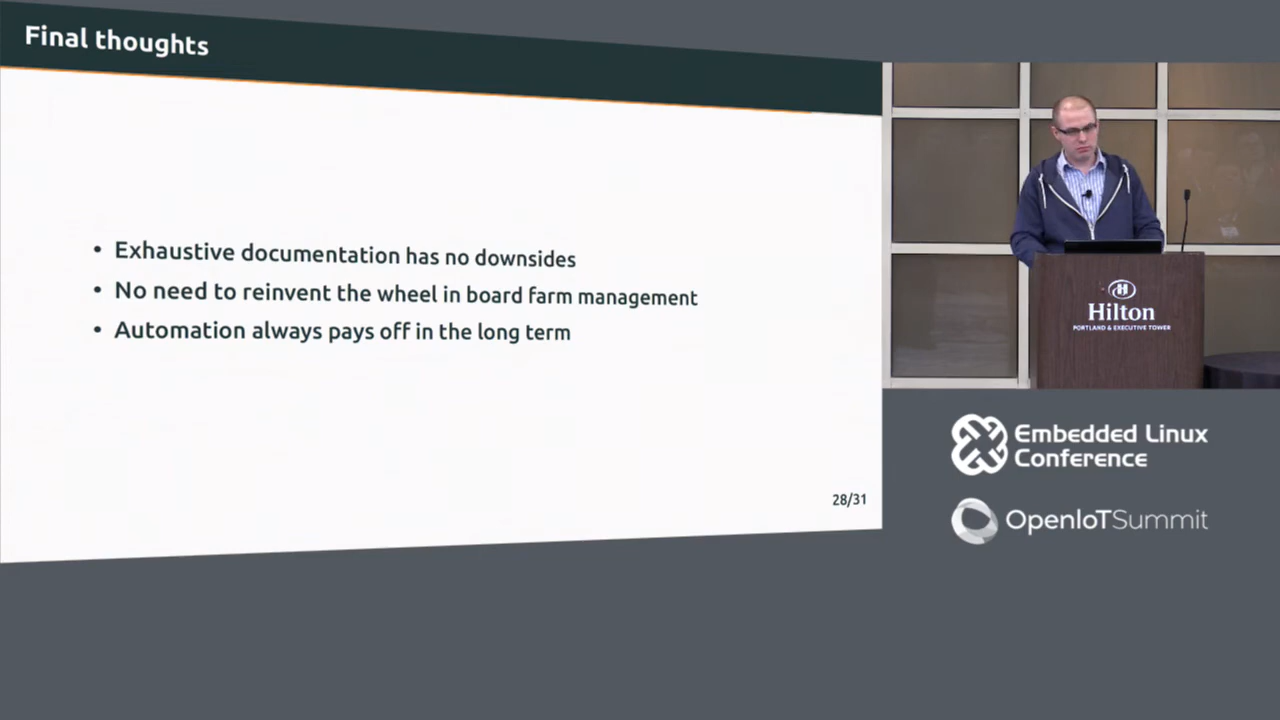 Final thoughts
• Exhaustive documentation has no downsides
• No need to reinvent the wheel in board farm management
• Automation always pays off in the long term
28/31
Hilton
PORTLAND & EXECUTIVE TOWER
Embedded Linux
Conference
OpenIoTSummit